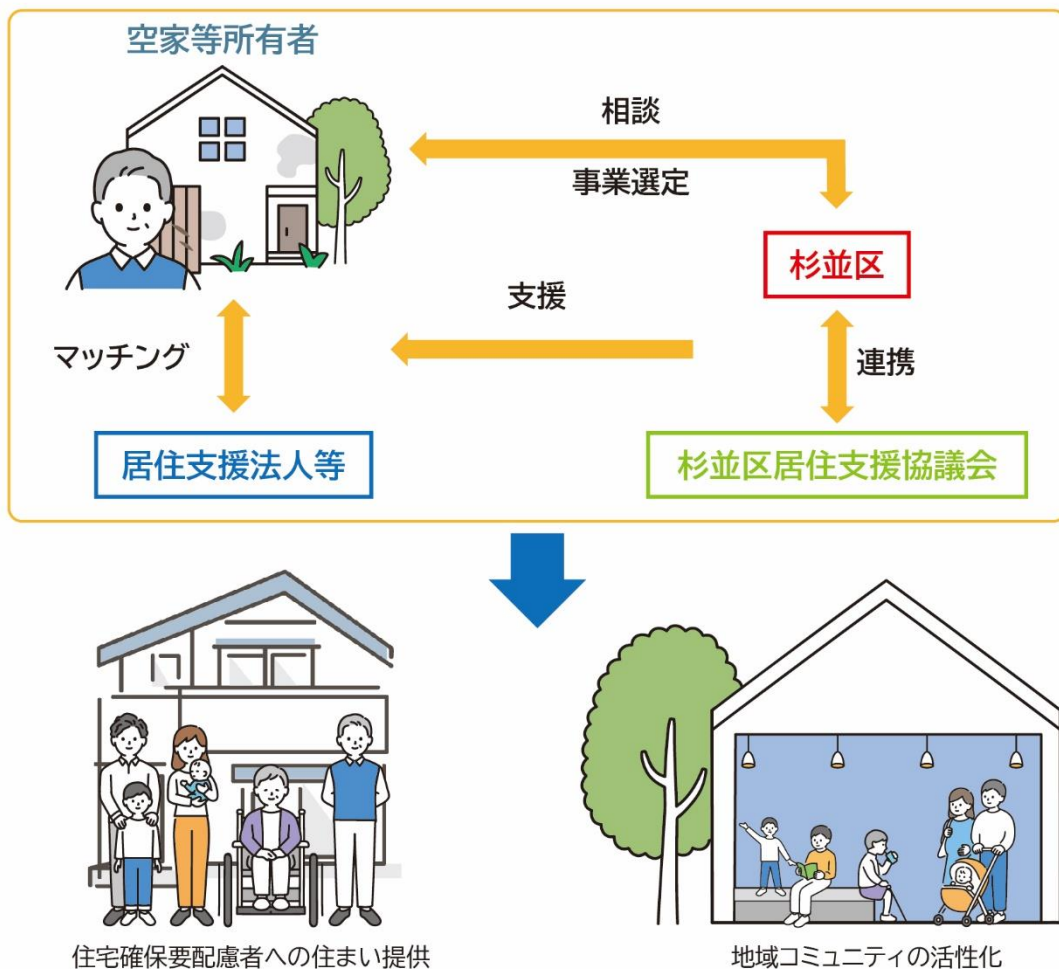 空家等所有者
相談
事業選定
杉並区
支援
マッチング
連携
居住支援法人等
杉並区居住支援協議会
住宅確保要配慮者への住まい提供
地域コミュニティの活性化